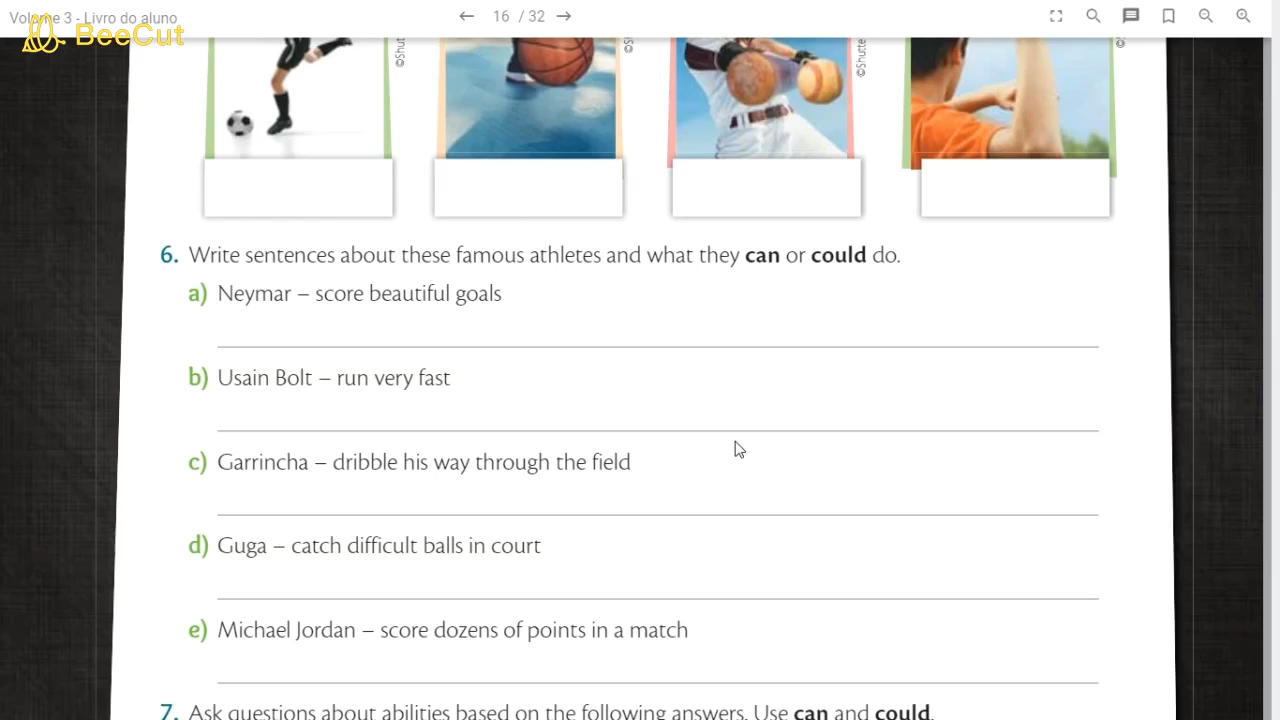 Volume 3 - Livro do aluno
BeeCut
16 / 32
6. Write sentences about these famous athletes and what they can or could do.
a) Neymar – score beautiful goals
b) Usain Bolt – run very fast
c) Garrincha – dribble his way through the field
d) Guga – catch difficult balls in court
e) Michael Jordan – score dozens of points in a match
7. Ask questions about abilities based on the following answers. Use can and could.